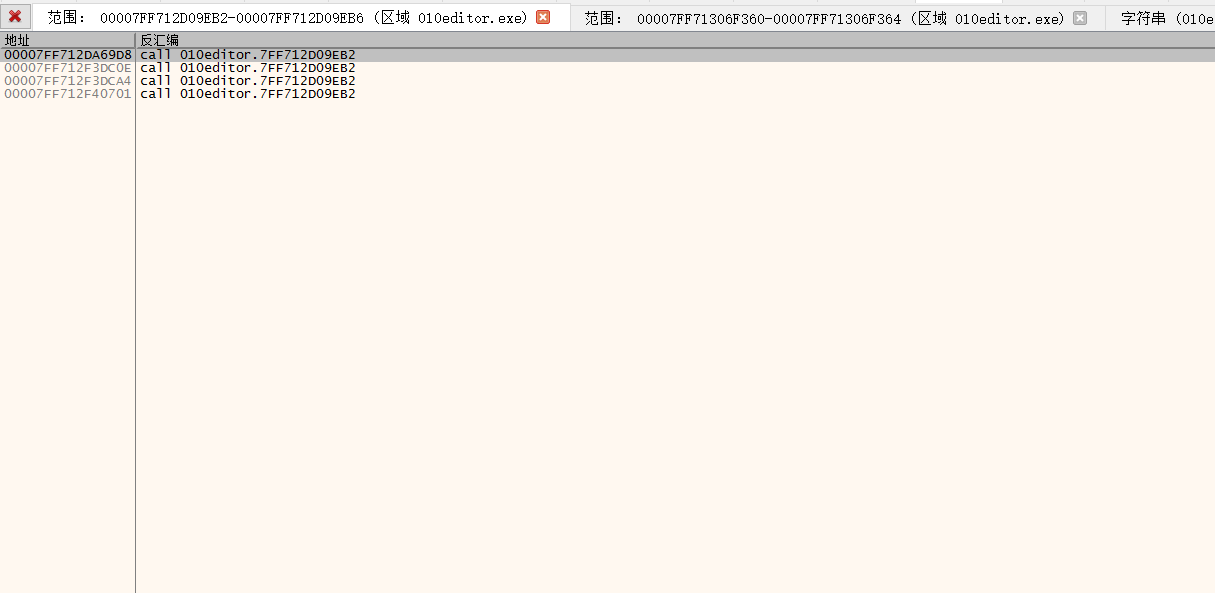 范围: 00007FF712D09EB2-00007FF712D09EB6 (区域 010editor.exe) 范围: 00007FF71306F360-00007FF71306F364 (区域 010editor.exe) 字符串 (010e
地址 反汇编
00007FF712DA69D8 call 010editor.7FF712D09EB2
00007FF712F3DC0E call 010editor.7FF712D09EB2
00007FF712F3DCA4 call 010editor.7FF712D09EB2
00007FF712F40701 call 010editor.7FF712D09EB2